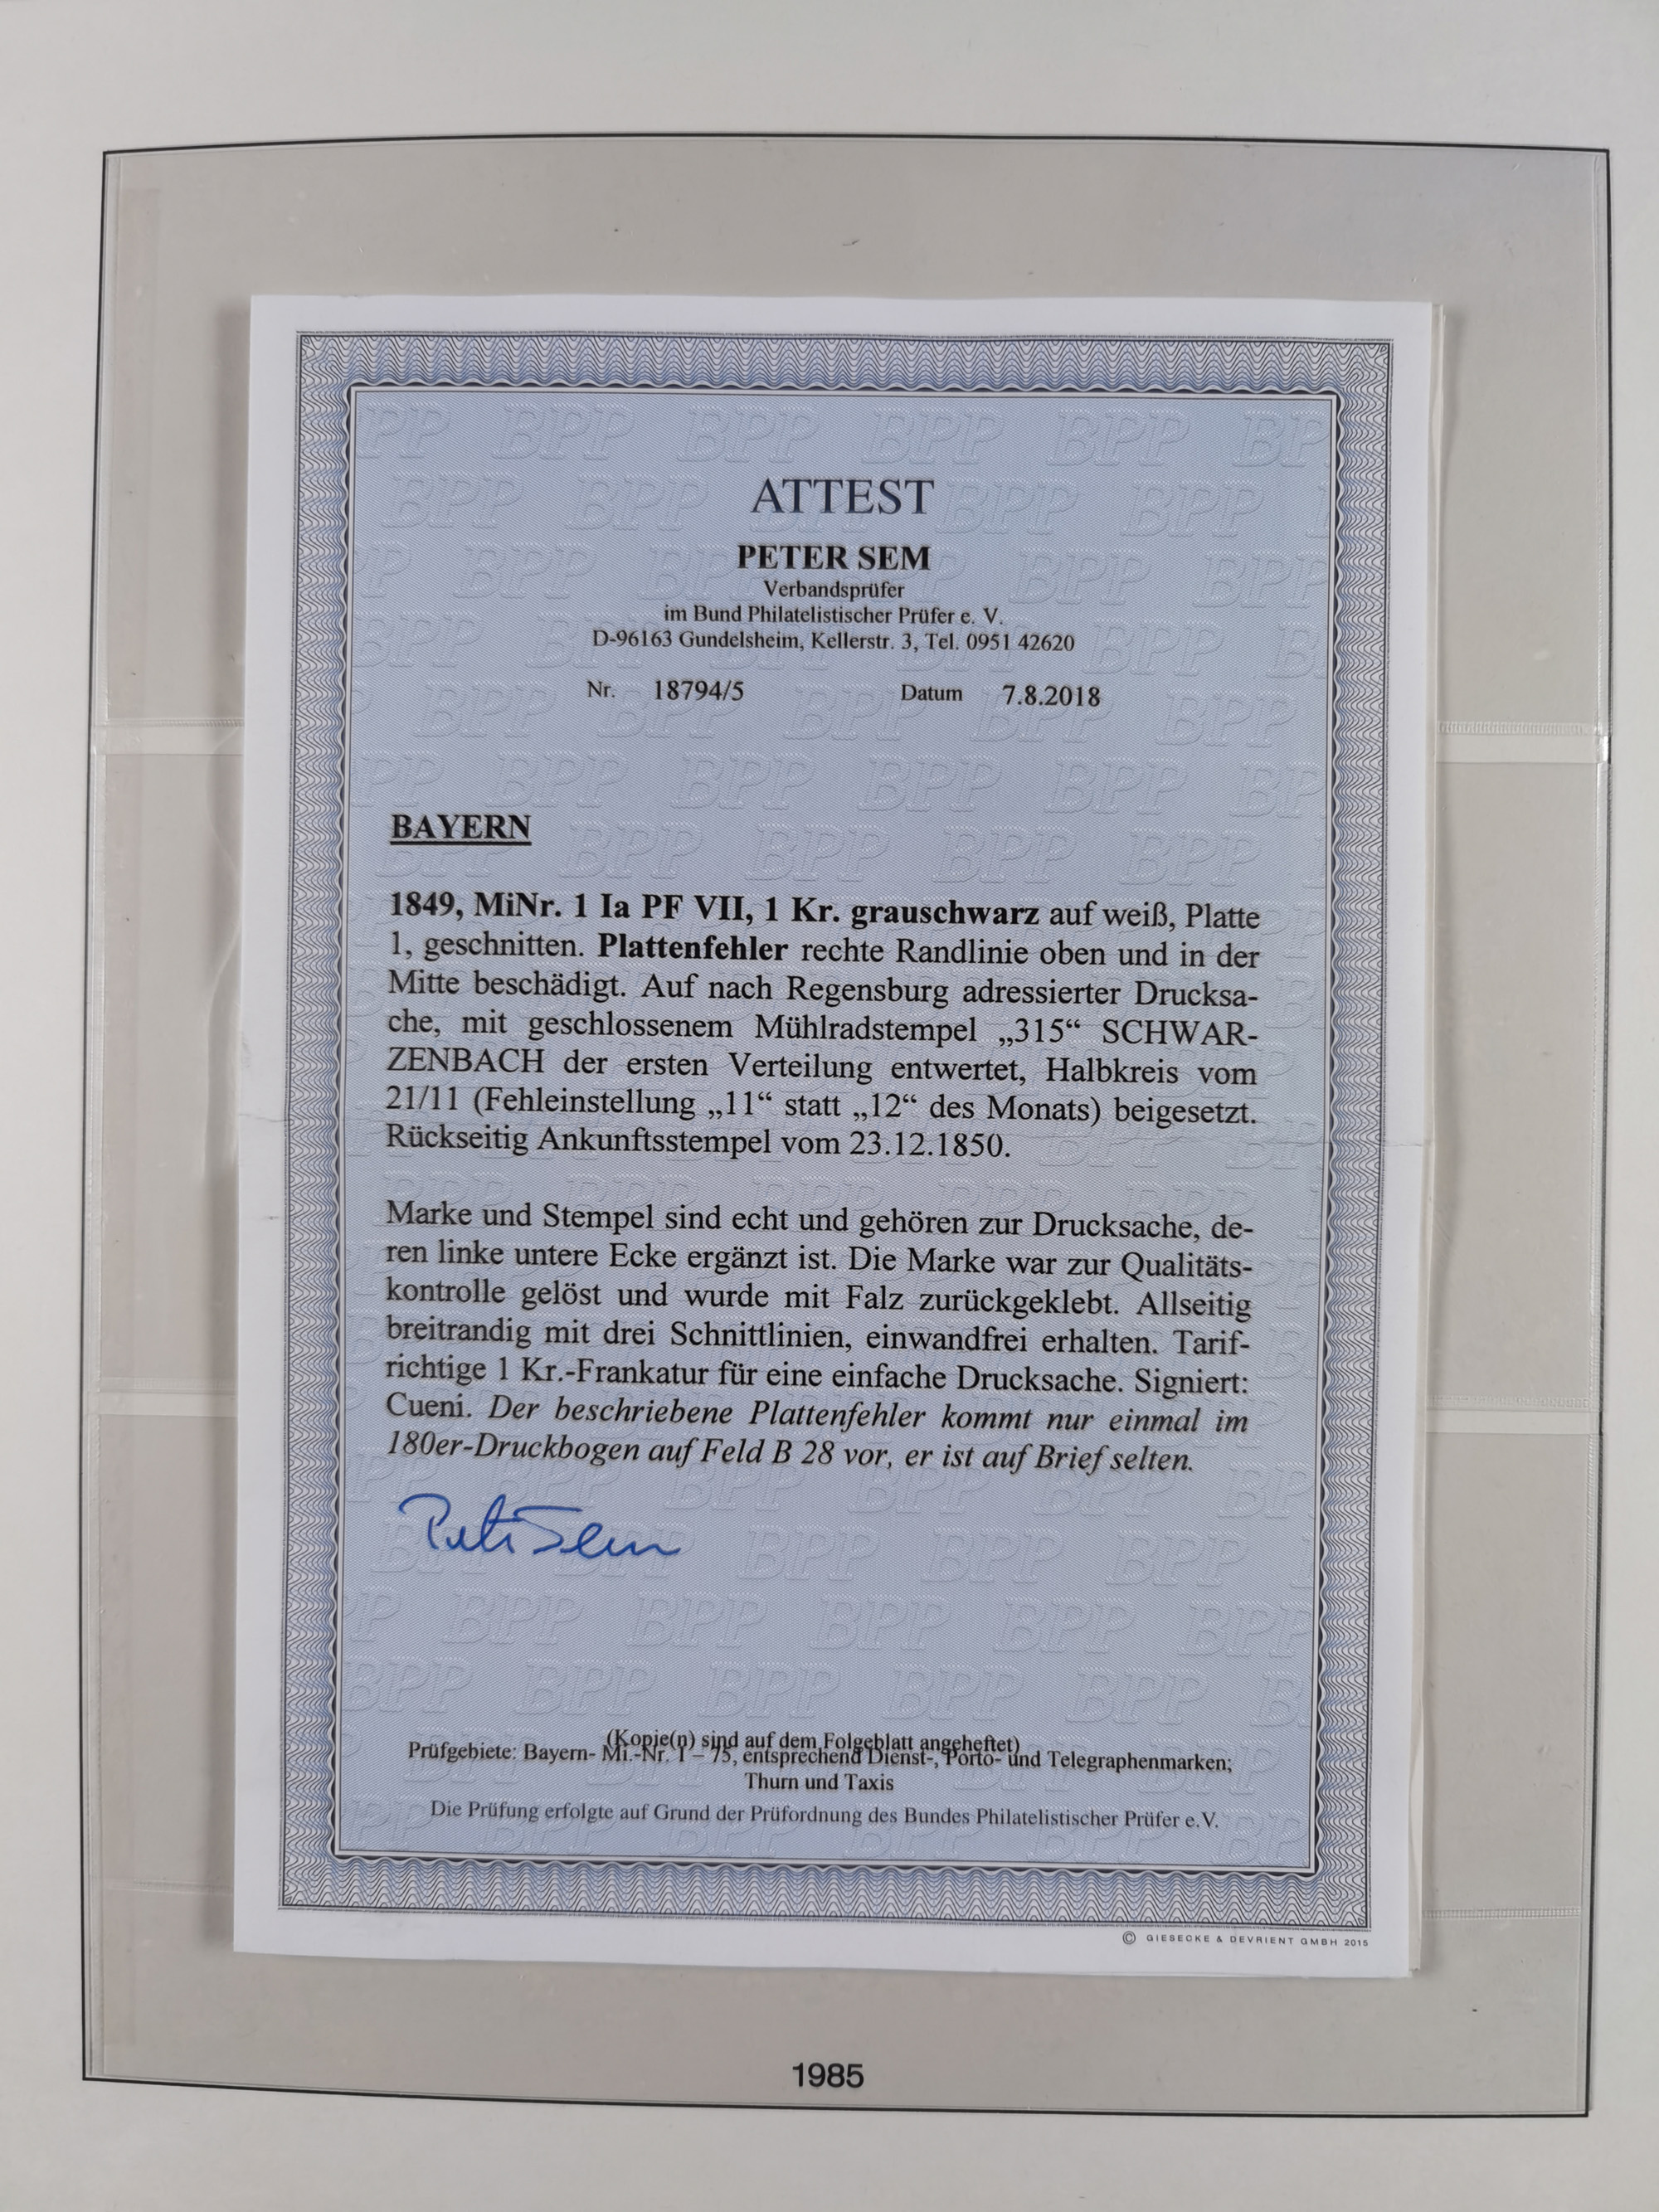 ATTEST
PETER SEM
Verbandsprüfer
im Bund Philatelistischer Prüfer e. V.
D-96163 Gundelsheim, Kellerstr. 3, Tel. 0951 42620
Nr. 18794/5 Datum 7.8.2018
BAYERN
1849, MiNr. 1 Ia PF VII, 1 Kr. grauschwarz auf weiß, Platte
1, geschnitten. Plattenfehler rechte Randlinie oben und in der
Mitte beschädigt. Auf nach Regensburg adressierter Drucksa-
che, mit geschlossenem Mühlradstempel „315“ SCHWAR-
ZENBACH der ersten Verteilung entwertet, Halbkreis vom
21/11 (Fehleinstellung „11“ statt „12“ des Monats) beigesetzt.
Rückseitig Ankunftsstempel vom 23.12.1850.
Marke und Stempel sind echt und gehören zur Drucksache, de-
ren linke untere Ecke ergänzt ist. Die Marke war zur Qualitäts-
kontrolle gelöst und wurde mit Falz zurückgeklebt. Allseitig
breitrandig mit drei Schnittlinien, einwandfrei erhalten. Tarif-
richtige 1 Kr.-Frankatur für eine einfache Drucksache. Signiert:
Cueni. Der beschriebene Plattenfehler kommt nur einmal im
180er-Druckbogen auf Feld B 28 vor, er ist auf Brief selten.
Peter Sem
(Kopie(n) sind auf dem Folgeblatt angeheftet)
Prüfgebiete: Bayern- Mi.-Nr. 1 – 75, entsprechend Dienst-, Porto- und Telegraphenmarken;
Thurn und Taxis
Die Prüfung erfolgte auf Grund der Prüfordnung des Bundes Philatelistischer Prüfer e.V.
© GIESECKE & DEVRIENT GMBH 2015
1985